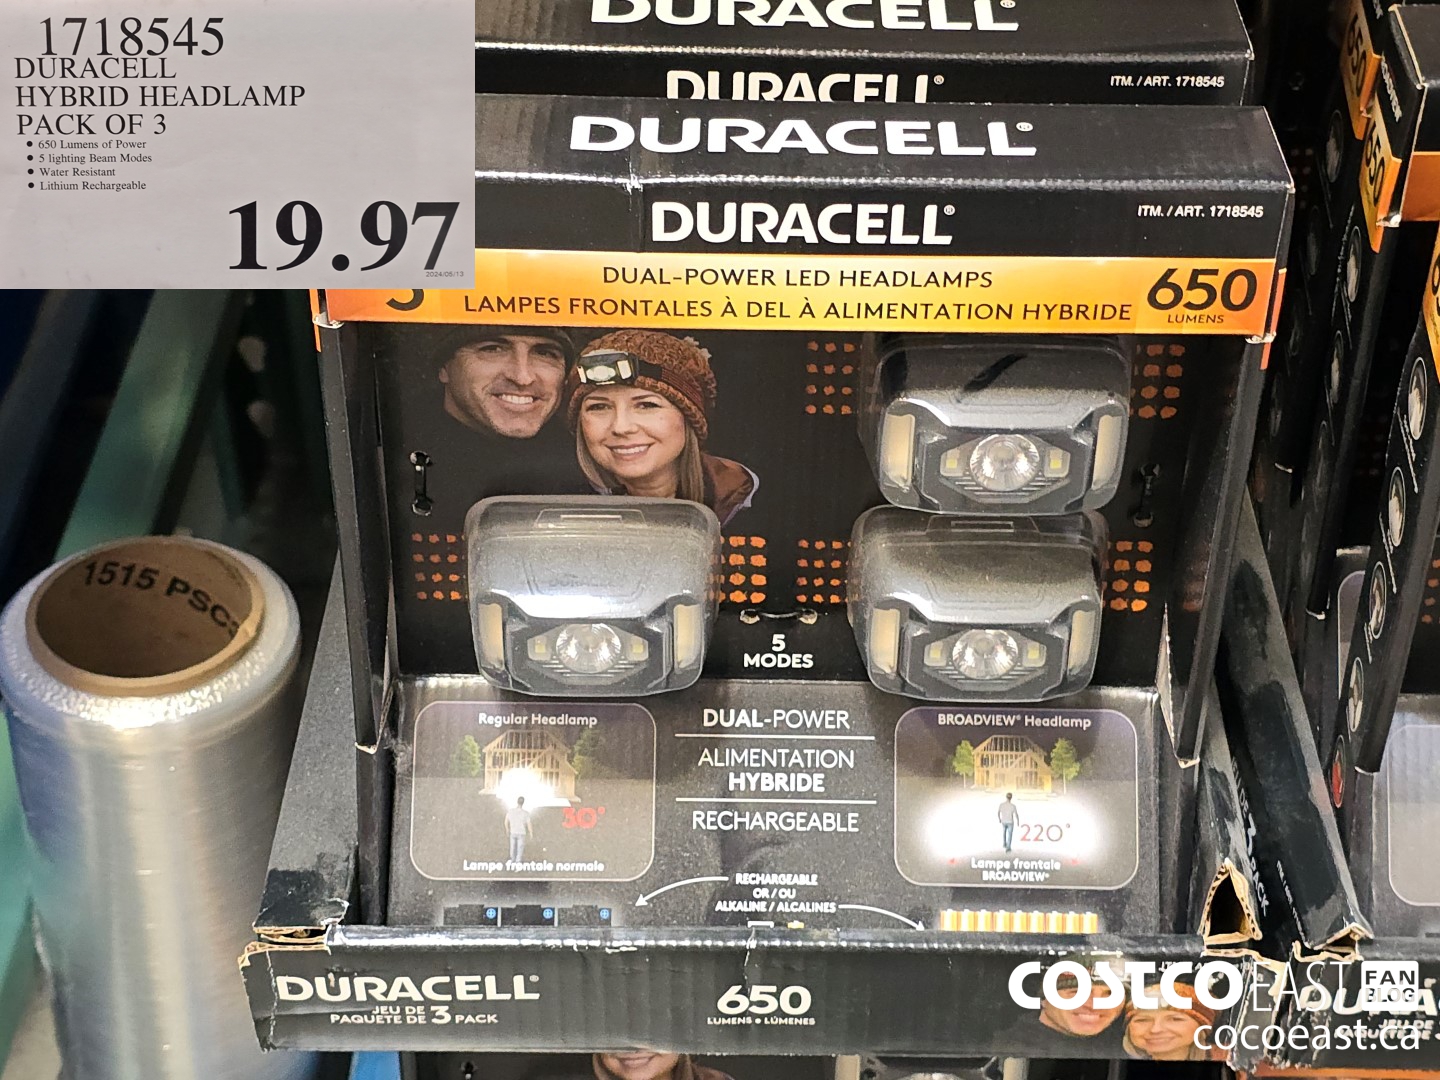 1718545
DURACELL
HYBRID HEADLAMP
PACK OF 3
• 650 Lumens of Power
• 5 lighting Beam Modes
• Water Resistant
• Lithium Rechargeable
19.97
2024/05/13
DURACELL®
DURACELL®
ITM. / ART. 1718545
DURACELL®
DURACELL®
ITM. / ART. 1718545
DUAL-POWER LED HEADLAMPS
LAMPES FRONTALES À DEL À ALIMENTATION HYBRIDE
650
LUMENS
650
650
1515 PSC
DURACELL
5
MODES
Regular Headlamp
30°
Lampe frontale normale
DUAL-POWER
ALIMENTATION
HYBRIDE
RECHARGEABLE
BROADVIEW® Headlamp
220°
Lampe frontale
BROADVIEW®
RECHARGEABLE
OR / OU
ALKALINE / ALCALINES
DURACELL®
JEU DE
PAQUETE DE 3 PACK
650
LUMENS • LÚMENES
COSTCO EAST FAN BLOG
cocoeast.ca